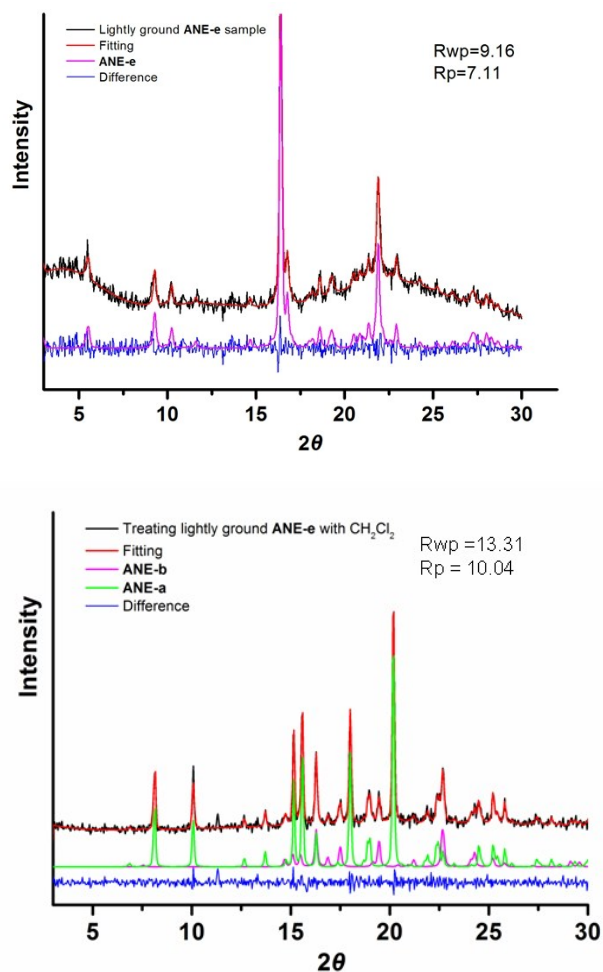 Lightly ground ANE-e sample
Fitting
ANE-e
Difference
Rwp=9.16
Rp=7.11
Intensity
5 10 15 20 25 30
2θ
Treating lightly ground ANE-e with CH₂Cl₂
Fitting
ANE-b
ANE-a
Difference
Rwp =13.31
Rp = 10.04
Intensity
5 10 15 20 25 30
2θ